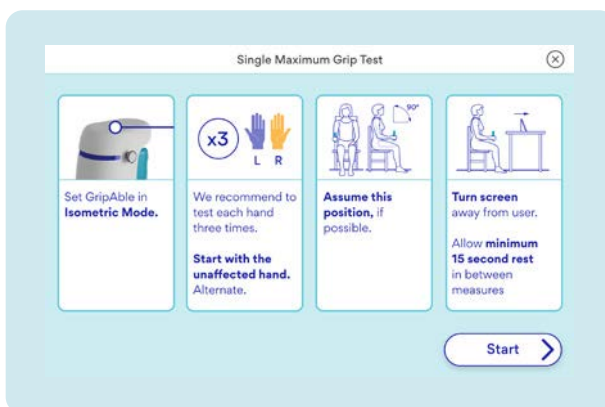 Single Maximum Grip Test
Set GripAble in
Isometric Mode.
x3
L R
We recommend to
test each hand
three times.
Start with the
unaffected hand.
Alternate.
90°
Assume this
position, if
possible.
Turn screen
away from user.
Allow minimum
15 second rest
in between
measures
Start